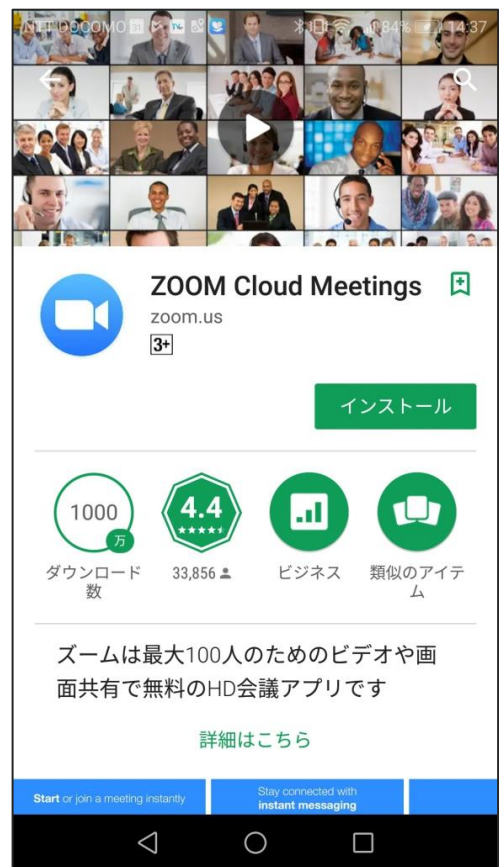 NTT DOCOMO
84%
14:37
ZOOM Cloud Meetings
zoom.us
3+
インストール
1000
万
ダウンロード
数
4.4
33,856
ビジネス
類似のアイテ
ム
ズームは最大100人のためのビデオや画
面共有で無料のHD会議アプリです
詳細はこちら
Start or join a meeting instantly
Stay connected with
instant messaging